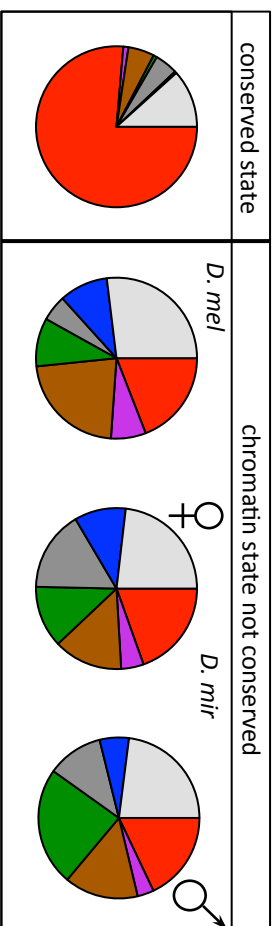 conserved state
chromatin state not conserved
D. mel
♀
D. mir
♂